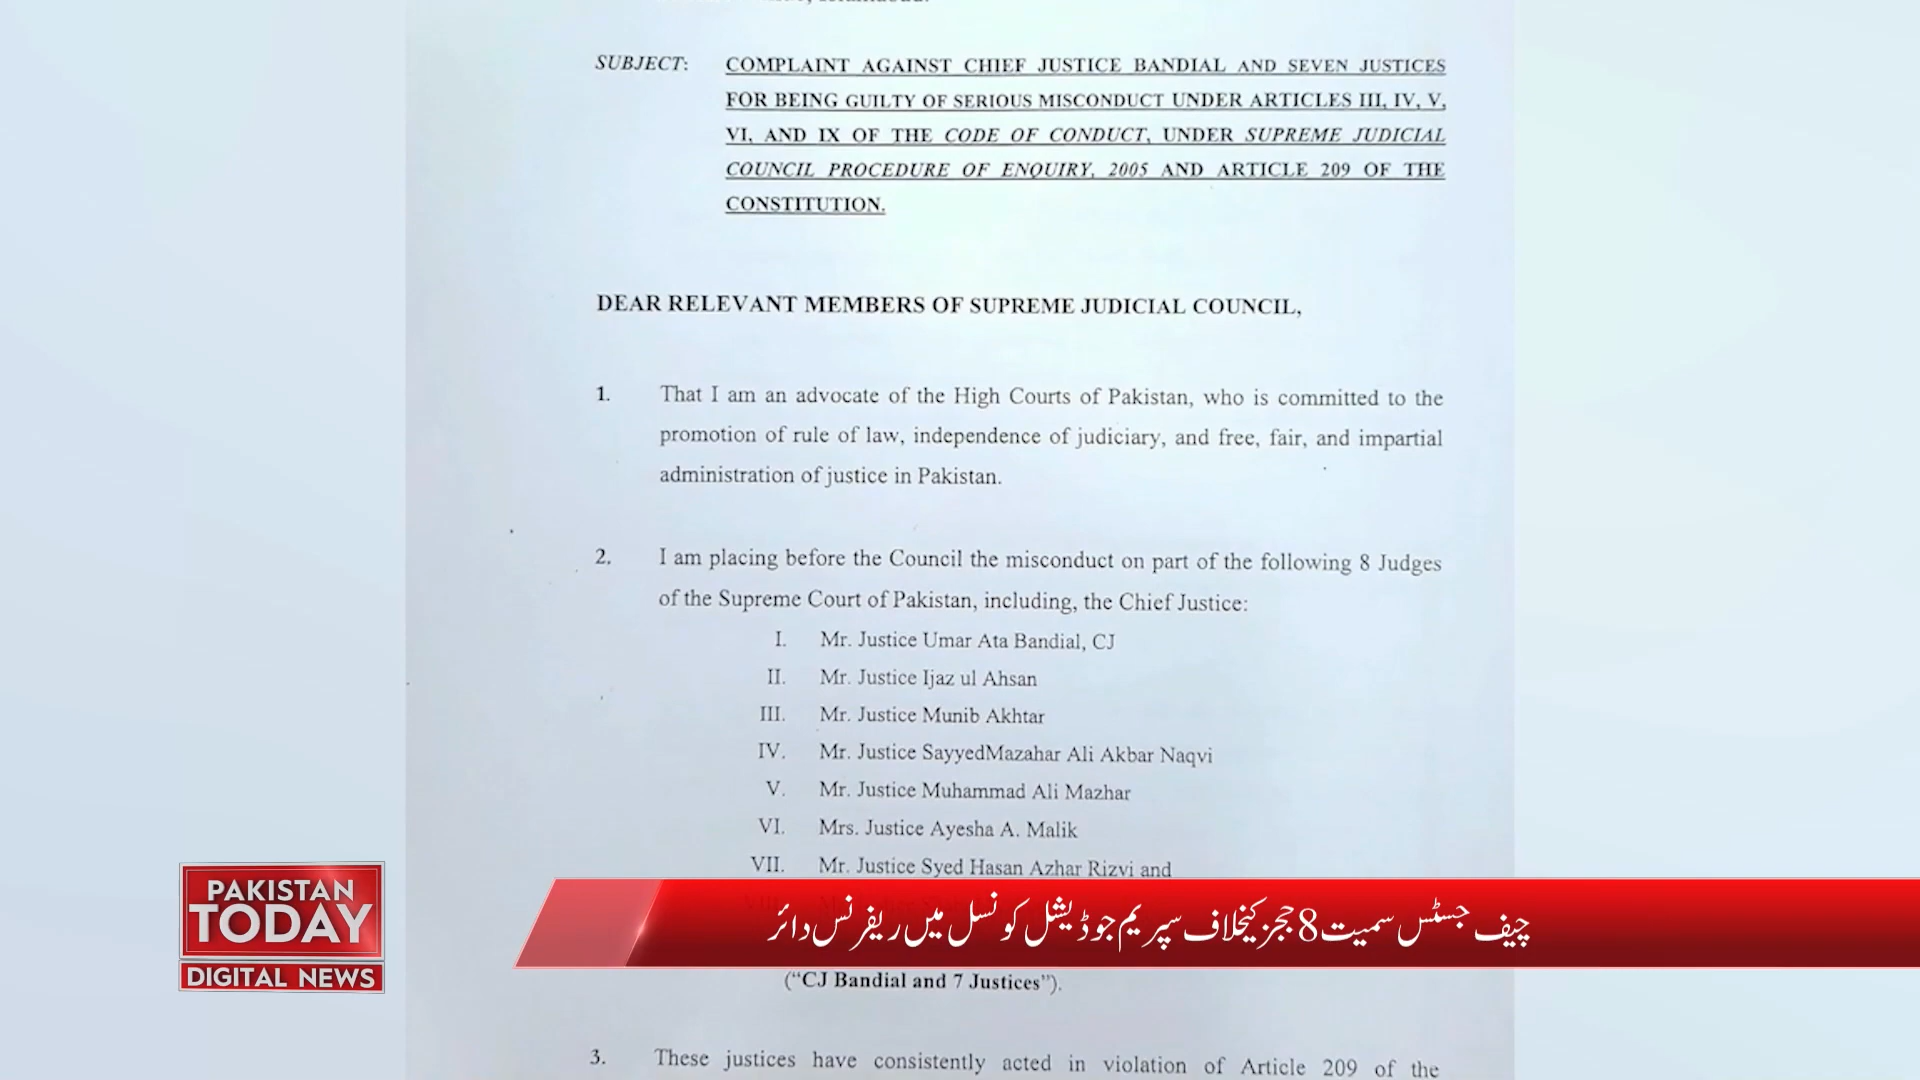 SUBJECT: COMPLAINT AGAINST CHIEF JUSTICE BANDIAL AND SEVEN JUSTICES
FOR BEING GUILTY OF SERIOUS MISCONDUCT UNDER ARTICLES III, IV, V,
VI, AND IX OF THE CODE OF CONDUCT, UNDER SUPREME JUDICIAL
COUNCIL PROCEDURE OF ENQUIRY, 2005 AND ARTICLE 209 OF THE
CONSTITUTION.
DEAR RELEVANT MEMBERS OF SUPREME JUDICIAL COUNCIL,
1. That I am an advocate of the High Courts of Pakistan, who is committed to the
promotion of rule of law, independence of judiciary, and free, fair, and impartial
administration of justice in Pakistan.
2. I am placing before the Council the misconduct on part of the following 8 Judges
of the Supreme Court of Pakistan, including, the Chief Justice:
I. Mr. Justice Umar Ata Bandial, CJ
II. Mr. Justice Ijaz ul Ahsan
III. Mr. Justice Munib Akhtar
IV. Mr. Justice SayyedMazahar Ali Akbar Naqvi
V. Mr. Justice Muhammad Ali Mazhar
VI. Mrs. Justice Ayesha A. Malik
VII. Mr. Justice Syed Hasan Azhar Rizvi and
چیف جسٹس سمیت 8 ججز کیخلاف سپریم جوڈیشل کونسل میں ریفرنس دائر
("CJ Bandial and 7 Justices").
3. These justices have consistently acted in violation of Article 209 of the
PAKISTAN
TODAY
DIGITAL NEWS